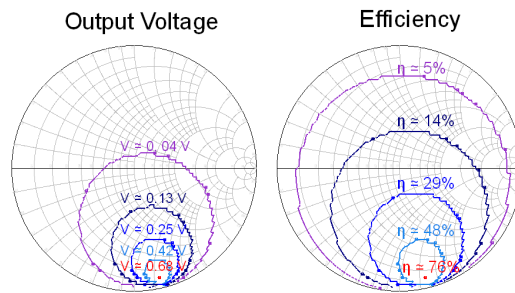 Output Voltage
V ≃ 0.04 V
V ≃ 0.13 V
V ≃ 0.25 V
V ≃ 0.42 V
V ≃ 0.68 V
Efficiency
η ≃ 5%
η ≃ 14%
η ≃ 29%
η ≃ 48%
η ≃ 76%